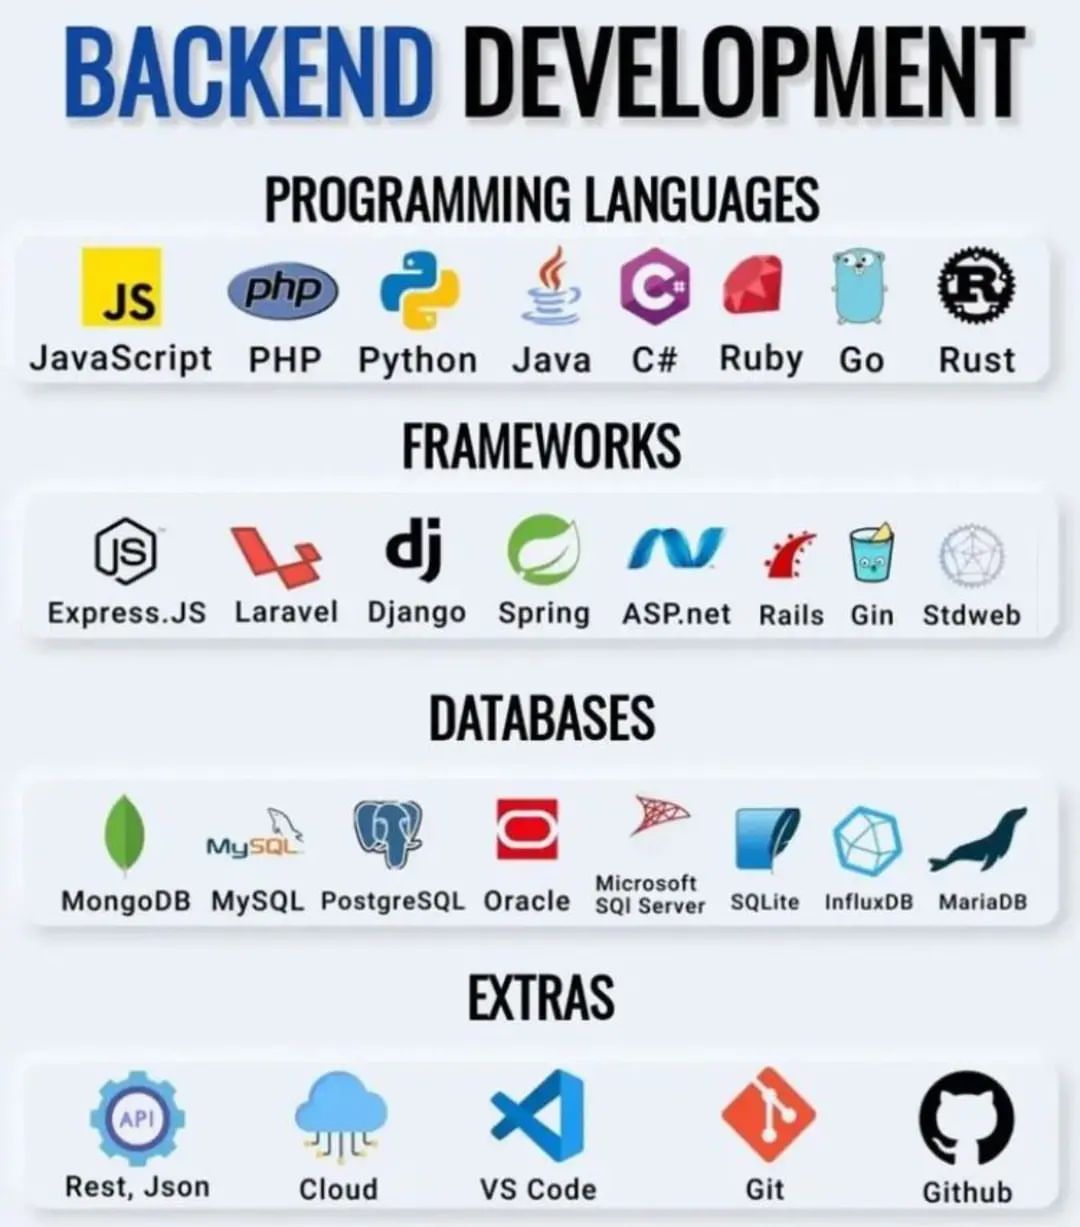 BACKEND DEVELOPMENT
PROGRAMMING LANGUAGES
JS php C#  R
JavaScript PHP Python Java C# Ruby Go Rust
FRAMEWORKS
JS dj
Express.JS Laravel Django Spring ASP.net Rails Gin Stdweb
DATABASES
MySQL
MongoDB MySQL PostgreSQL Oracle Microsoft SQl Server SQLite InfluxDB MariaDB
EXTRAS
API
Rest, Json Cloud VS Code Git Github